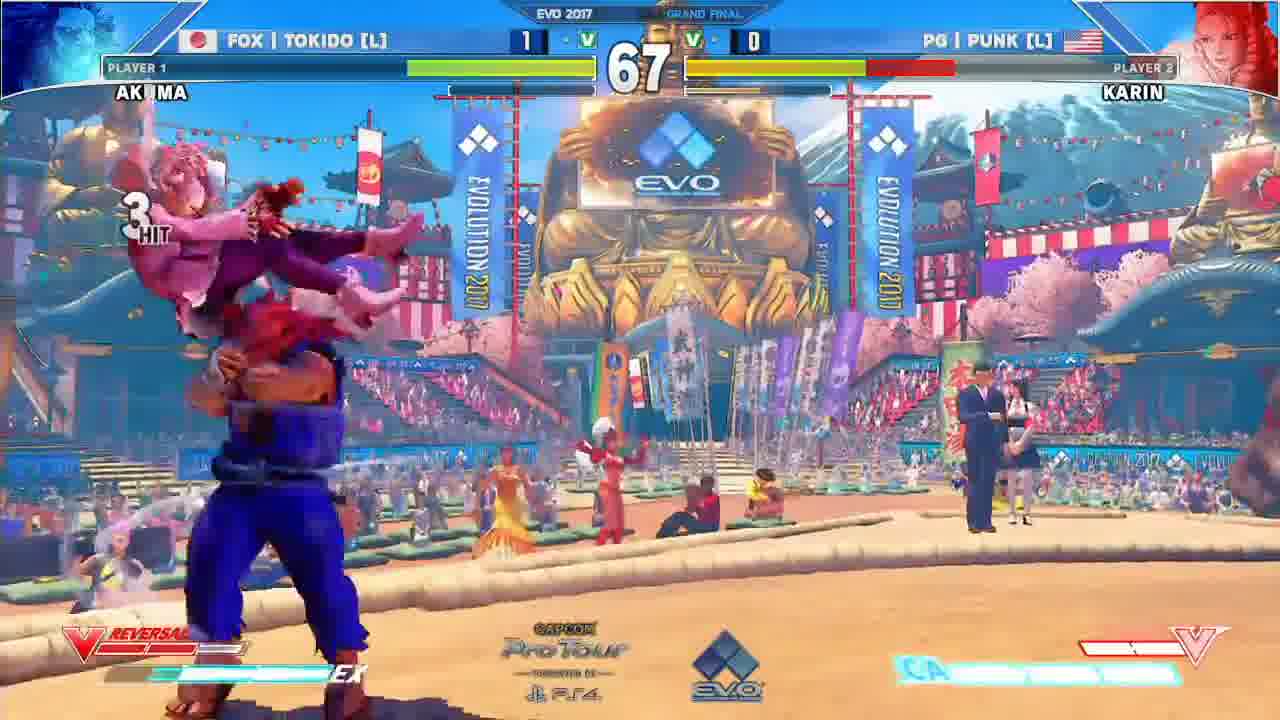 EVO 2017 GRAND FINAL
FOX | TOKIDO [L] 1 V 67 V 0 PG | PUNK [L]
PLAYER 1 PLAYER 2
AKUMA KARIN
EVO
EVOLUTION 2017
EVOLUTION 2017
3
HIT
V REVERSAL
EX
CAPCOM
Pro Tour
PS4
EVO
CA
V